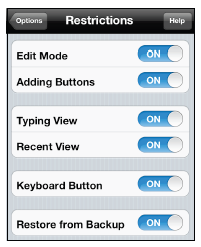 Options Restrictions Help
Edit Mode ON
Adding Buttons ON
Typing View ON
Recent View ON
Keyboard Button ON
Restore from Backup ON